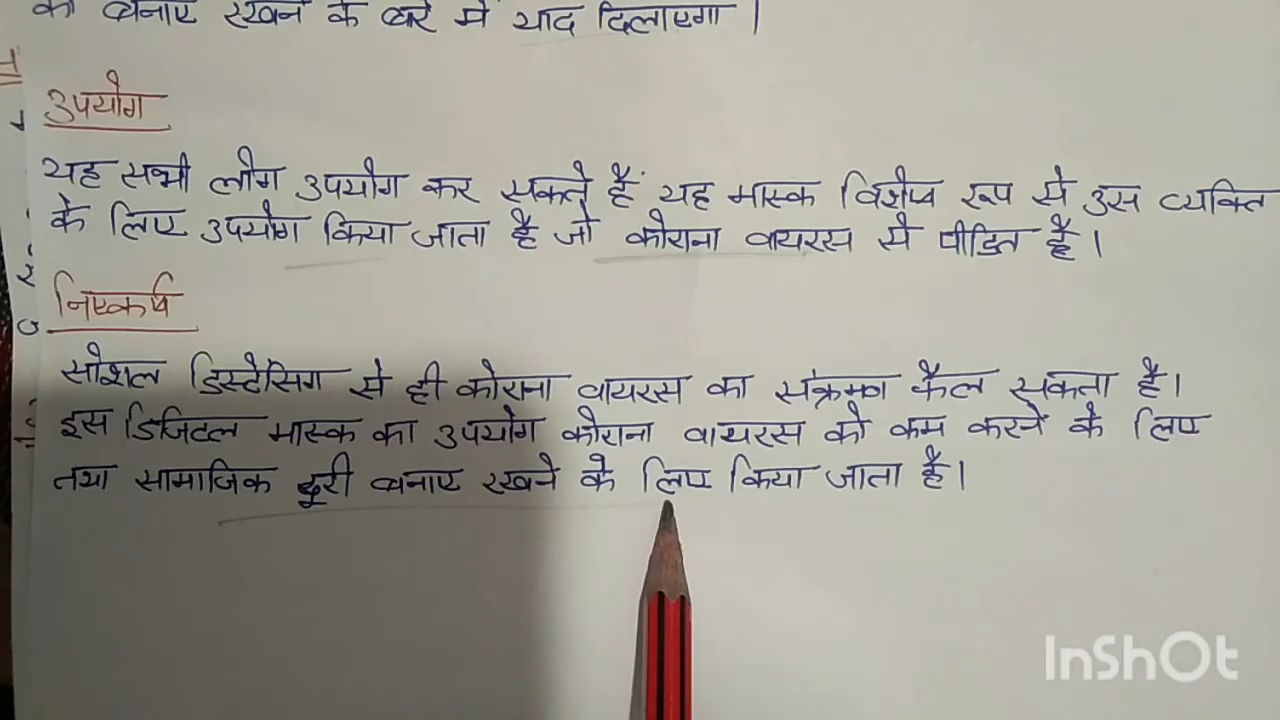 को बनाए रखने के बारे में याद दिलाएगा।
उपयोग
यह सभी लोग उपयोग कर सकते हैं यह मास्क विशेष रूप से उस व्यक्ति
के लिए उपयोग किया जाता है जो कोराना वायरस से पीडित है।
निष्कर्ष
सोशल डिस्टेंसिग से ही कोराना वायरस का संक्रमण फैल सकता है।
इस डिजिटल मास्क का उपयोग कोराना वायरस को कम करने के लिए
तथा सामाजिक दूरी बनाए रखने के लिए किया जाता है।
InShOt